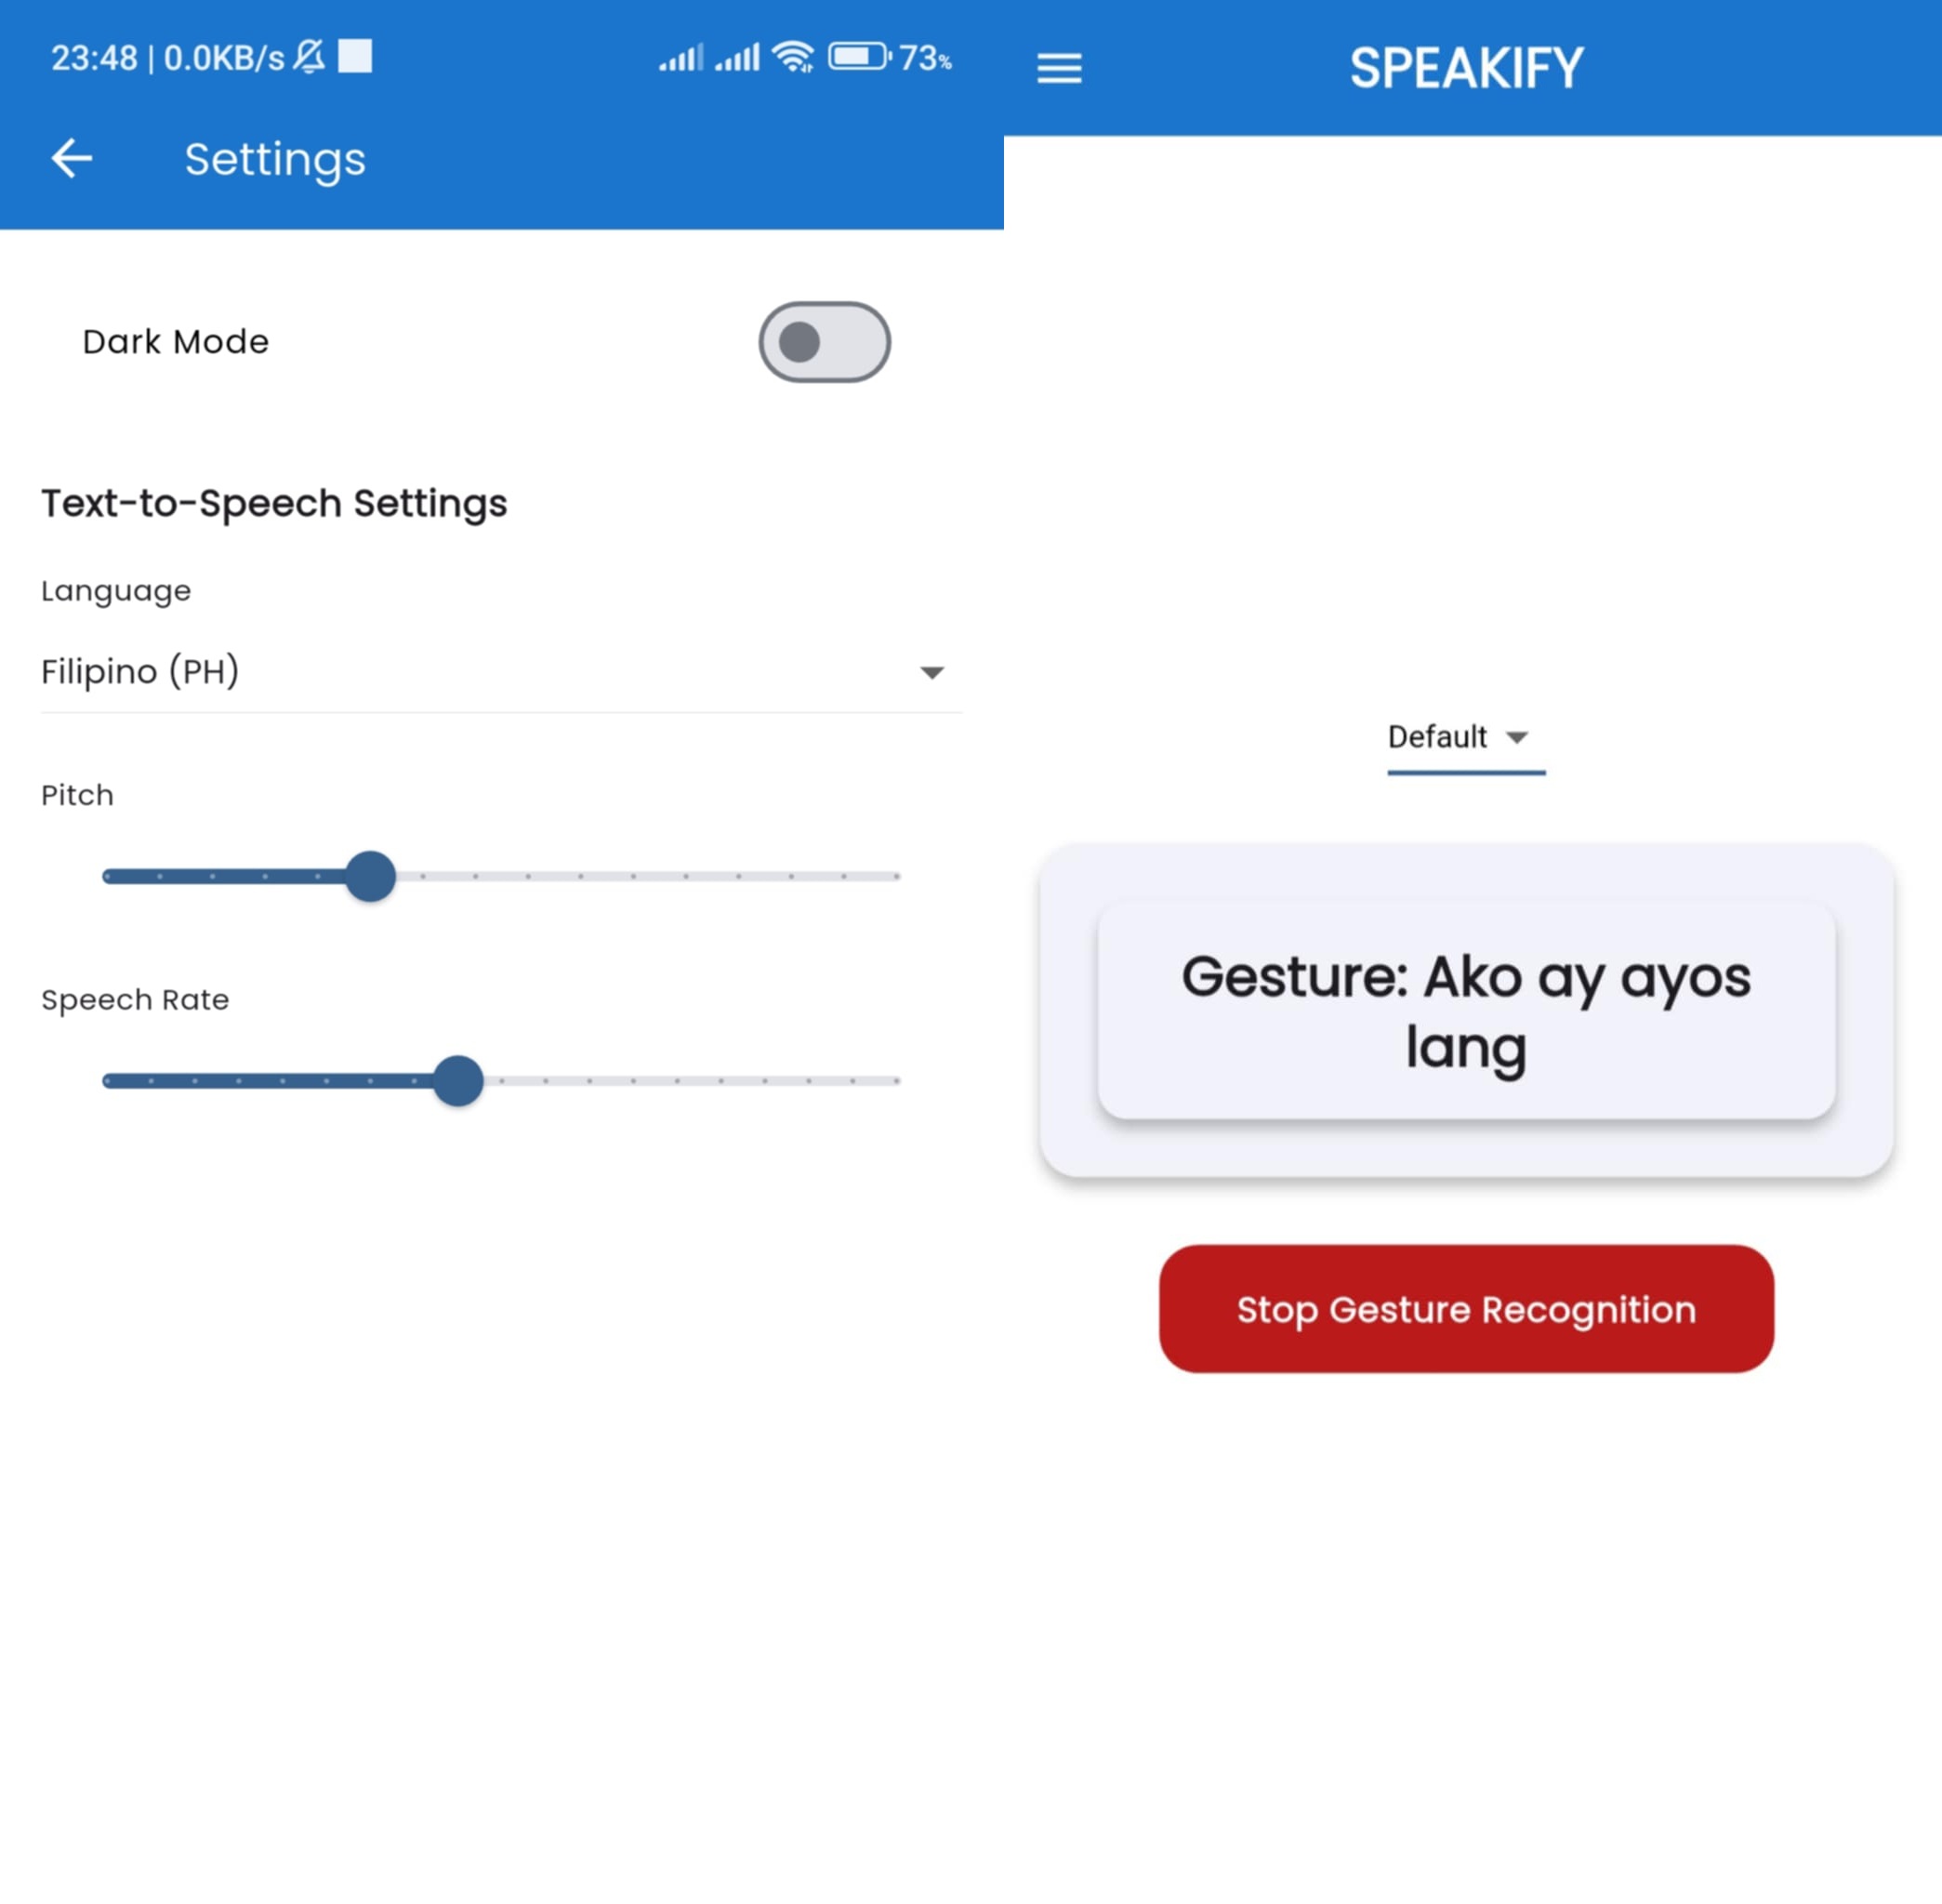 23:48 | 0.0KB/s
73%
Settings
Dark Mode
Text-to-Speech Settings
Language
Filipino (PH)
Pitch
Speech Rate
SPEAKIFY
Default
Gesture: Ako ay ayos
lang
Stop Gesture Recognition